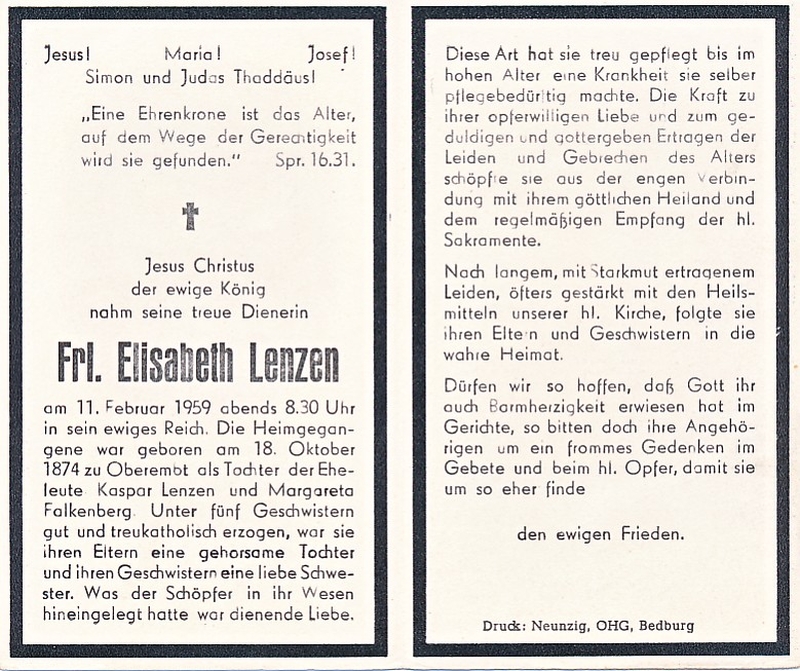 Jesus! Maria! Josef!
Simon und Judas Thaddäus!
„Eine Ehrenkrone ist das Alter,
auf dem Wege der Gerechtigkeit
wird sie gefunden.“ Spr. 16.31.
Jesus Christus
der ewige König
nahm seine treue Dienerin
Frl. Elisabeth Lenzen
am 11. Februar 1959 abends 8.30 Uhr
in sein ewiges Reich. Die Heimgegan-
gene war geboren am 18. Oktober
1874 zu Oberembt als Tochter der Ehe-
leute Kaspar Lenzen und Margareta
Falkenberg. Unter fünf Geschwistern
gut und treukatholisch erzogen, war sie
ihren Eltern eine gehorsame Tochter
und ihren Geschwistern eine liebe Schwe-
ster. Was der Schöpfer in ihr Wesen
hineingelegt hatte war dienende Liebe.
Diese Art hat sie treu gepflegt bis im
hohen Alter eine Krankheit sie selber
pflegebedürftig machte. Die Kraft zu
ihrer opferwilligen Liebe und zum ge-
duldigen und gottergeben Ertragen der
Leiden und Gebrechen des Alters
schöpfte sie aus der engen Verbin-
dung mit ihrem göttlichen Heiland und
dem regelmäßigen Empfang der hl.
Sakramente.
Nach langem, mit Starkmut ertragenem
Leiden, öfters gestärkt mit den Heils-
mitteln unserer hl. Kirche, folgte sie
ihren Eltern und Geschwistern in die
wahre Heimat.
Dürfen wir so hoffen, daß Gott ihr
auch Barmherzigkeit erwiesen hat im
Gerichte, so bitten doch ihre Angehö-
rigen um ein frommes Gedenken im
Gebete und beim hl. Opfer, damit sie
um so eher finde
den ewigen Frieden.
Druck: Neunzig, OHG, Bedburg